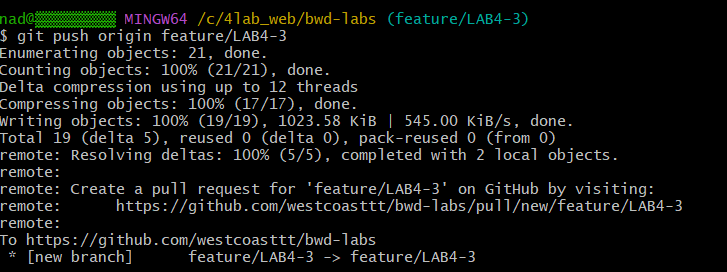 nad@ MINGW64 /c/4lab_web/bwd-labs (feature/LAB4-3)
$ git push origin feature/LAB4-3
Enumerating objects: 21, done.
Counting objects: 100% (21/21), done.
Delta compression using up to 12 threads
Compressing objects: 100% (17/17), done.
Writing objects: 100% (19/19), 1023.58 KiB | 545.00 KiB/s, done.
Total 19 (delta 5), reused 0 (delta 0), pack-reused 0 (from 0)
remote: Resolving deltas: 100% (5/5), completed with 2 local objects.
remote:
remote: Create a pull request for 'feature/LAB4-3' on GitHub by visiting:
remote:      https://github.com/westcoasttt/bwd-labs/pull/new/feature/LAB4-3
remote:
To https://github.com/westcoasttt/bwd-labs
 * [new branch]      feature/LAB4-3 -> feature/LAB4-3